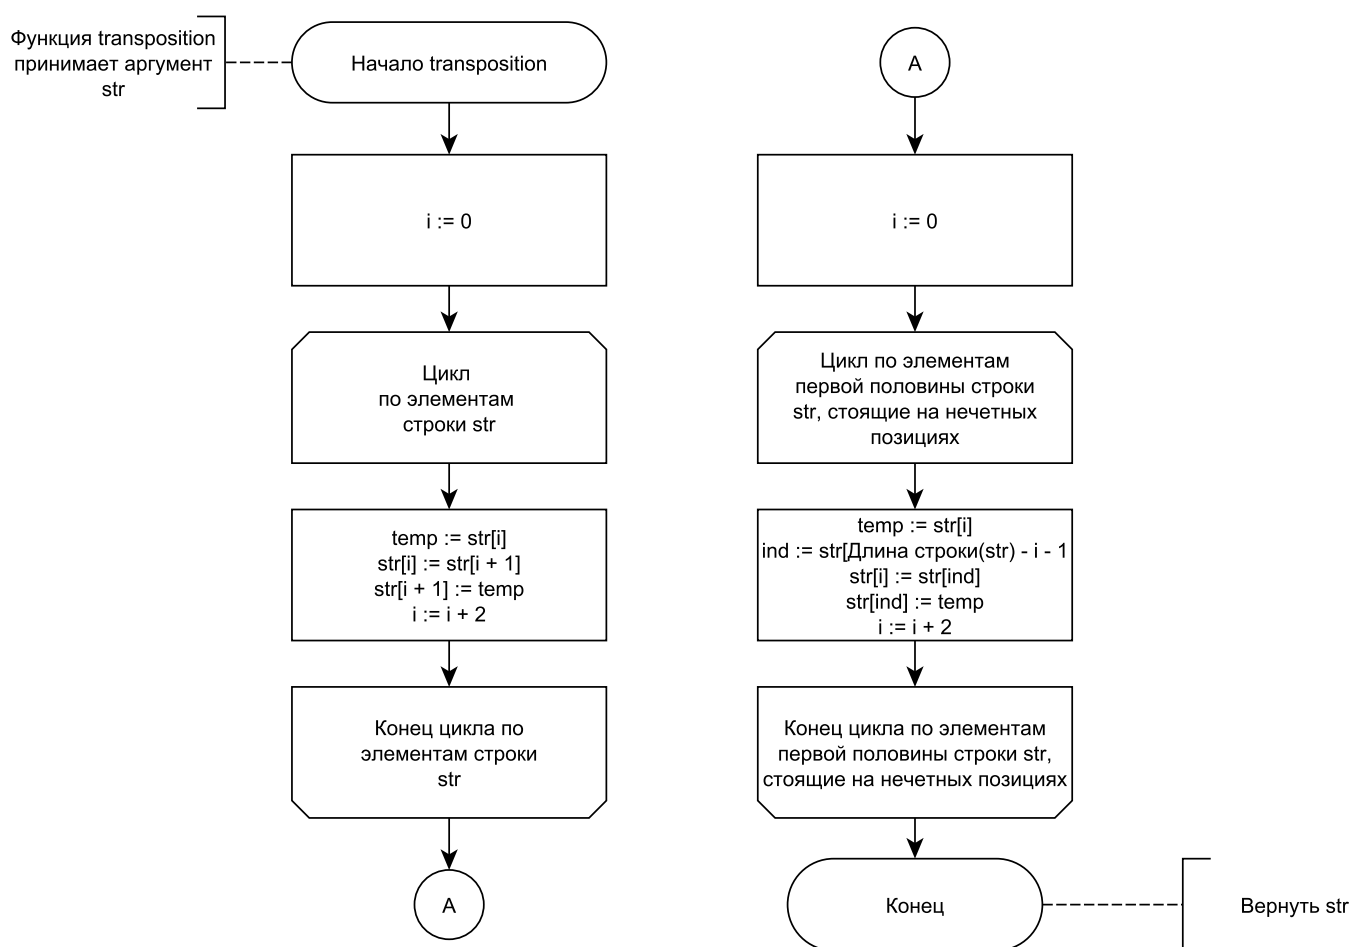 Функция transposition
принимает аргумент
str
Начало transposition
i := 0
Цикл
по элементам
строки str
temp := str[i]
str[i] := str[i + 1]
str[i + 1] := temp
i := i + 2
Конец цикла по
элементам строки
str
A
A
i := 0
Цикл по элементам
первой половины строки
str, стоящие на нечетных
позициях
temp := str[i]
ind := str[Длина строки(str) - i - 1
str[i] := str[ind]
str[ind] := temp
i := i + 2
Конец цикла по элементам
первой половины строки str,
стоящие на нечетных позициях
Конец
Вернуть str